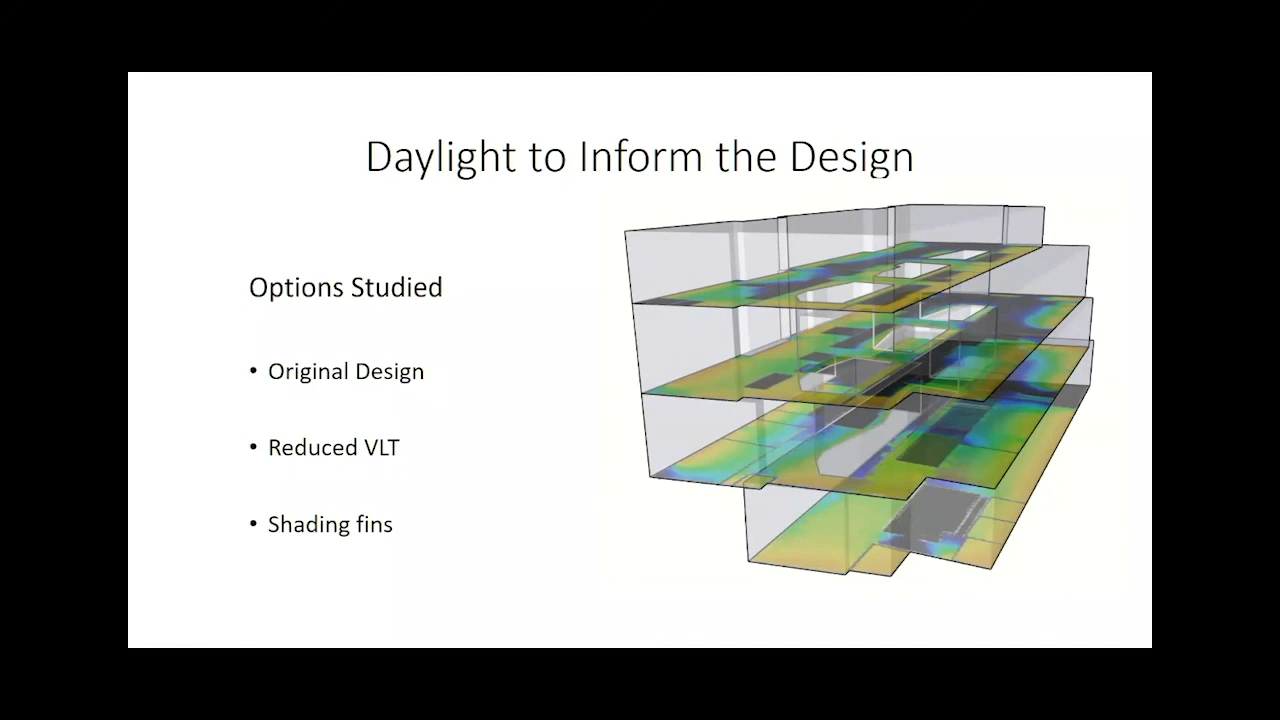 Daylight to Inform the Design
Options Studied
• Original Design
• Reduced VLT
• Shading fins